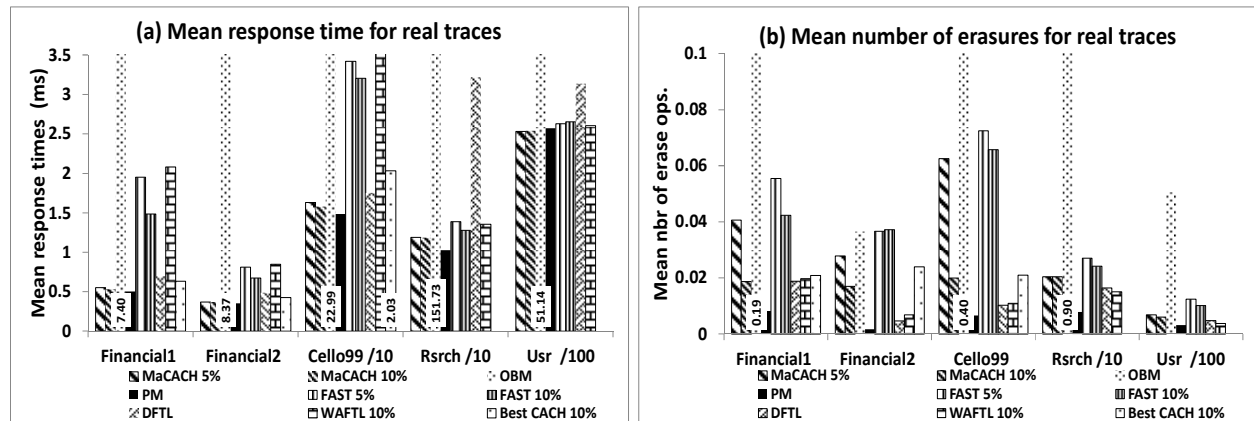 (a) Mean response time for real traces
Mean response times (ms)
3.5
3
2.5
2
1.5
1
0.5
0
7.40
8.37
22.99
2.03
151.73
51.14
Financial1 Financial2 Cello99 /10 Rsrch /10 Usr /100
MaCACH 5% MaCACH 10% OBM
PM FAST 5% FAST 10%
DFTL WAFTL 10% Best CACH 10%
(b) Mean number of erasures for real traces
Mean nbr of erase ops.
0.1
0.08
0.06
0.04
0.02
0
0.19
0.40
0.90
Financial1 Financial2 Cello99 Rsrch /10 Usr /100
MaCACH 5% MaCACH 10% OBM
PM FAST 5% FAST 10%
DFTL WAFTL 10% Best CACH 10%